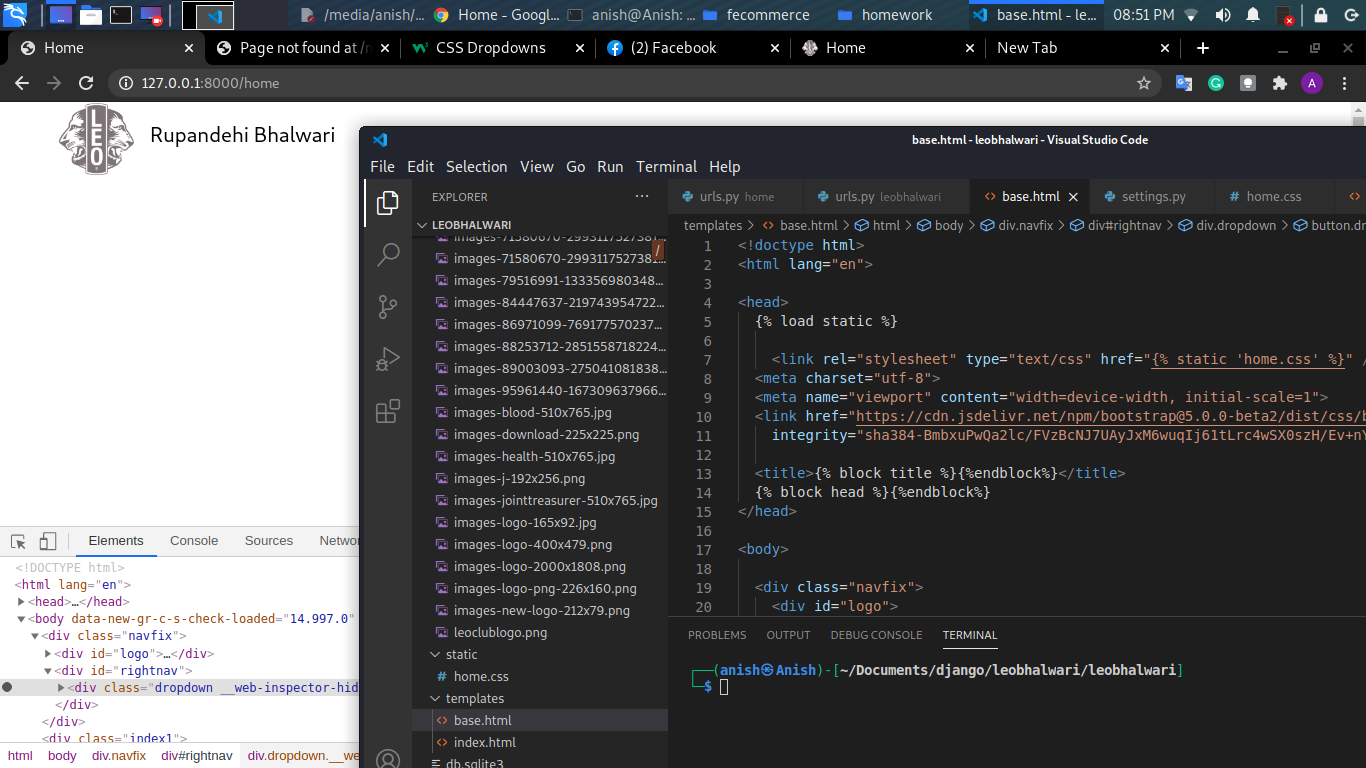 /media/anish/...
Home - Googl...
anish@Anish: ...
fecommerce
homework
base.html - le...
08:51 PM
Home
Page not found at /n
CSS Dropdowns
(2) Facebook
Home
New Tab
127.0.0.1:8000/home
A
LEO
Rupandehi Bhalwari
base.html - leobhalwari - Visual Studio Code
File Edit Selection View Go Run Terminal Help
EXPLORER
LEOBHALWARI
images-71580670-2993117527381...
images-71580670-2993117527381...
images-79516991-133356980348...
images-84447637-219743954722...
images-86971099-769177570237...
images-88253712-2851558718224...
images-89003093-275041081838...
images-95961440-167309637966...
images-blood-510x765.jpg
images-download-225x225.png
images-health-510x765.jpg
images-j-192x256.png
images-jointtreasurer-510x765.jpg
images-logo-165x92.jpg
images-logo-400x479.png
images-logo-2000x1808.png
images-logo-png-226x160.png
images-new-logo-212x79.png
leoclublogo.png
static
home.css
templates
base.html
index.html
db.sqlite3
urls.py home
urls.py leobhalwari
base.html
settings.py
# home.css
templates > base.html > html > body > div.navfix > div#rightnav > div.dropdown > button.dr
1 <!doctype html>
2 <html lang="en">
3
4 <head>
5 {% load static %}
6
7 <link rel="stylesheet" type="text/css" href="{% static 'home.css' %}" /
8 <meta charset="utf-8">
9 <meta name="viewport" content="width=device-width, initial-scale=1">
10 <link href="https://cdn.jsdelivr.net/npm/bootstrap@5.0.0-beta2/dist/css/b
11 integrity="sha384-BmbxuPwQa2lc/FVzBcNJ7UAyJxM6wuqIj61tLrc4wSX0szH/Ev+nY
12
13 <title>{% block title %}{%endblock%}</title>
14 {% block head %}{%endblock%}
15 </head>
16
17 <body>
18
19 <div class="navfix">
20 <div id="logo">
PROBLEMS OUTPUT DEBUG CONSOLE TERMINAL
(anish㉿Anish)-[~/Documents/django/leobhalwari/leobhalwari]
$
Elements Console Sources Networ
<!DOCTYPE html>
<html lang="en">
<head>…</head>
<body data-new-gr-c-s-check-loaded="14.997.0"
<div class="navfix">
<div id="logo">…</div>
<div id="rightnav">
<div class="dropdown __web-inspector-hid
</div>
</div>
<div class="index1">
html body div.navfix div#rightnav div.dropdown.__we